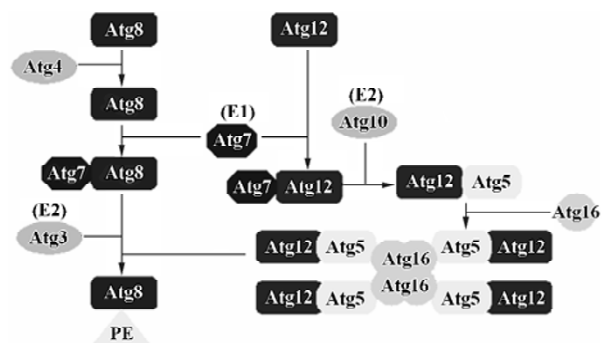 Atg8 Atg12
Atg4
Atg8 (E1) (E2)
Atg7 Atg10
Atg7 Atg8 Atg7 Atg12 Atg12 Atg5
(E2) Atg16
Atg3
Atg12 Atg5 Atg16 Atg5 Atg12
Atg8 Atg12 Atg5 Atg16 Atg5 Atg12
PE